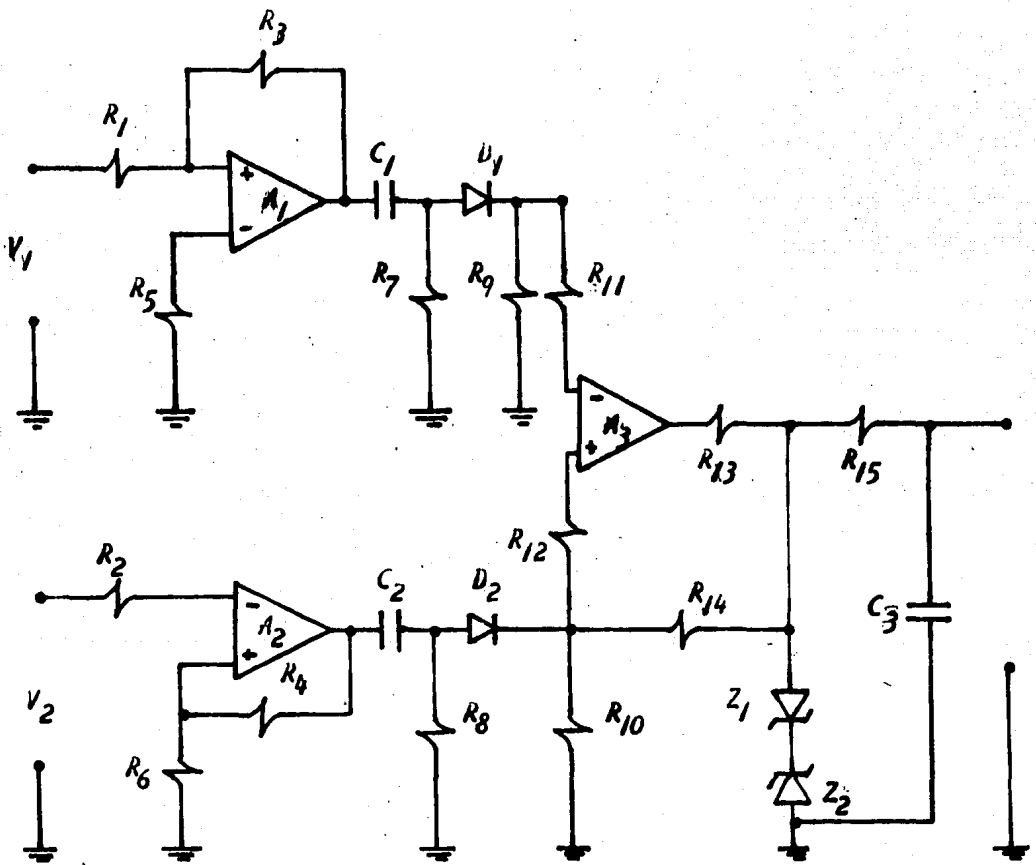 R3
R1
C1
D1
+
A1
-
V1
R5
R7
R9
R11
-
A3
+
R13
R15
R12
R2
C2
D2
R14
-
A2
+
C3
R4
V2
R8
R10
Z1
R6
Z2